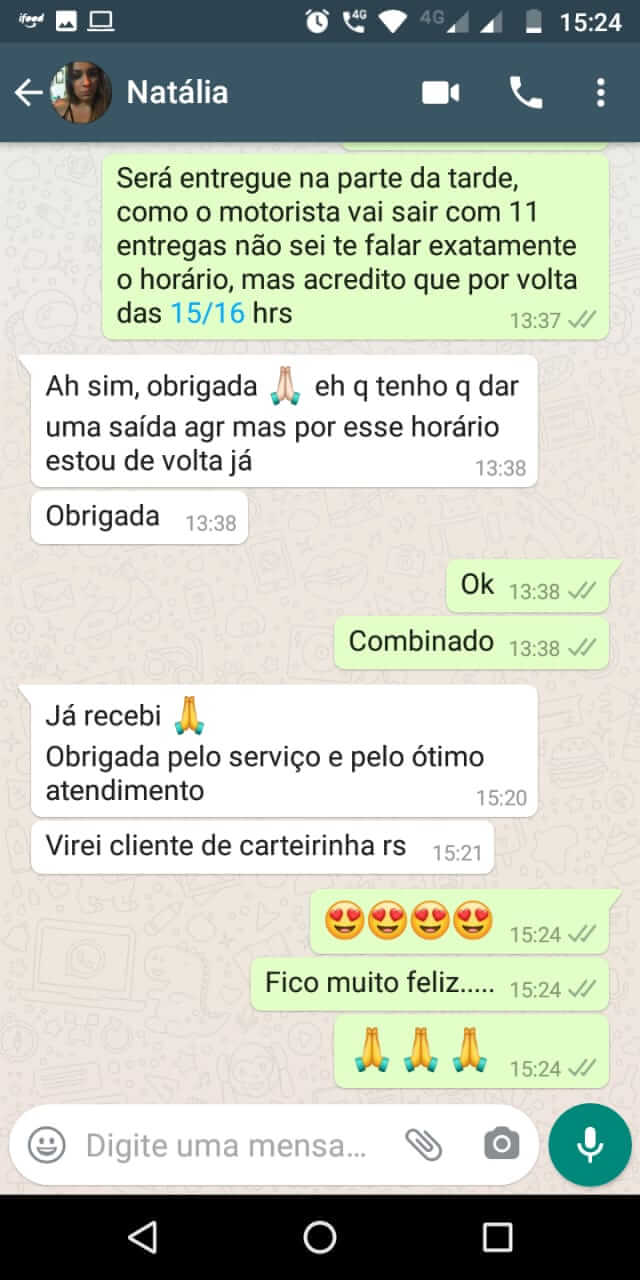 ifood
4G
4G
15:24
Natália
Será entregue na parte da tarde,
como o motorista vai sair com 11
entregas não sei te falar exatamente
o horário, mas acredito que por volta
das 15/16 hrs
13:37
Ah sim, obrigada 🙏🏻 eh q tenho q dar
uma saída agr mas por esse horário
estou de volta já
13:38
Obrigada 13:38
Ok 13:38
Combinado 13:38
Já recebi 🙏
Obrigada pelo serviço e pelo ótimo
atendimento
15:20
Virei cliente de carteirinha rs 15:21
😍😍😍😍 15:24
Fico muito feliz..... 15:24
🙏🙏🙏 15:24
Digite uma mensa...